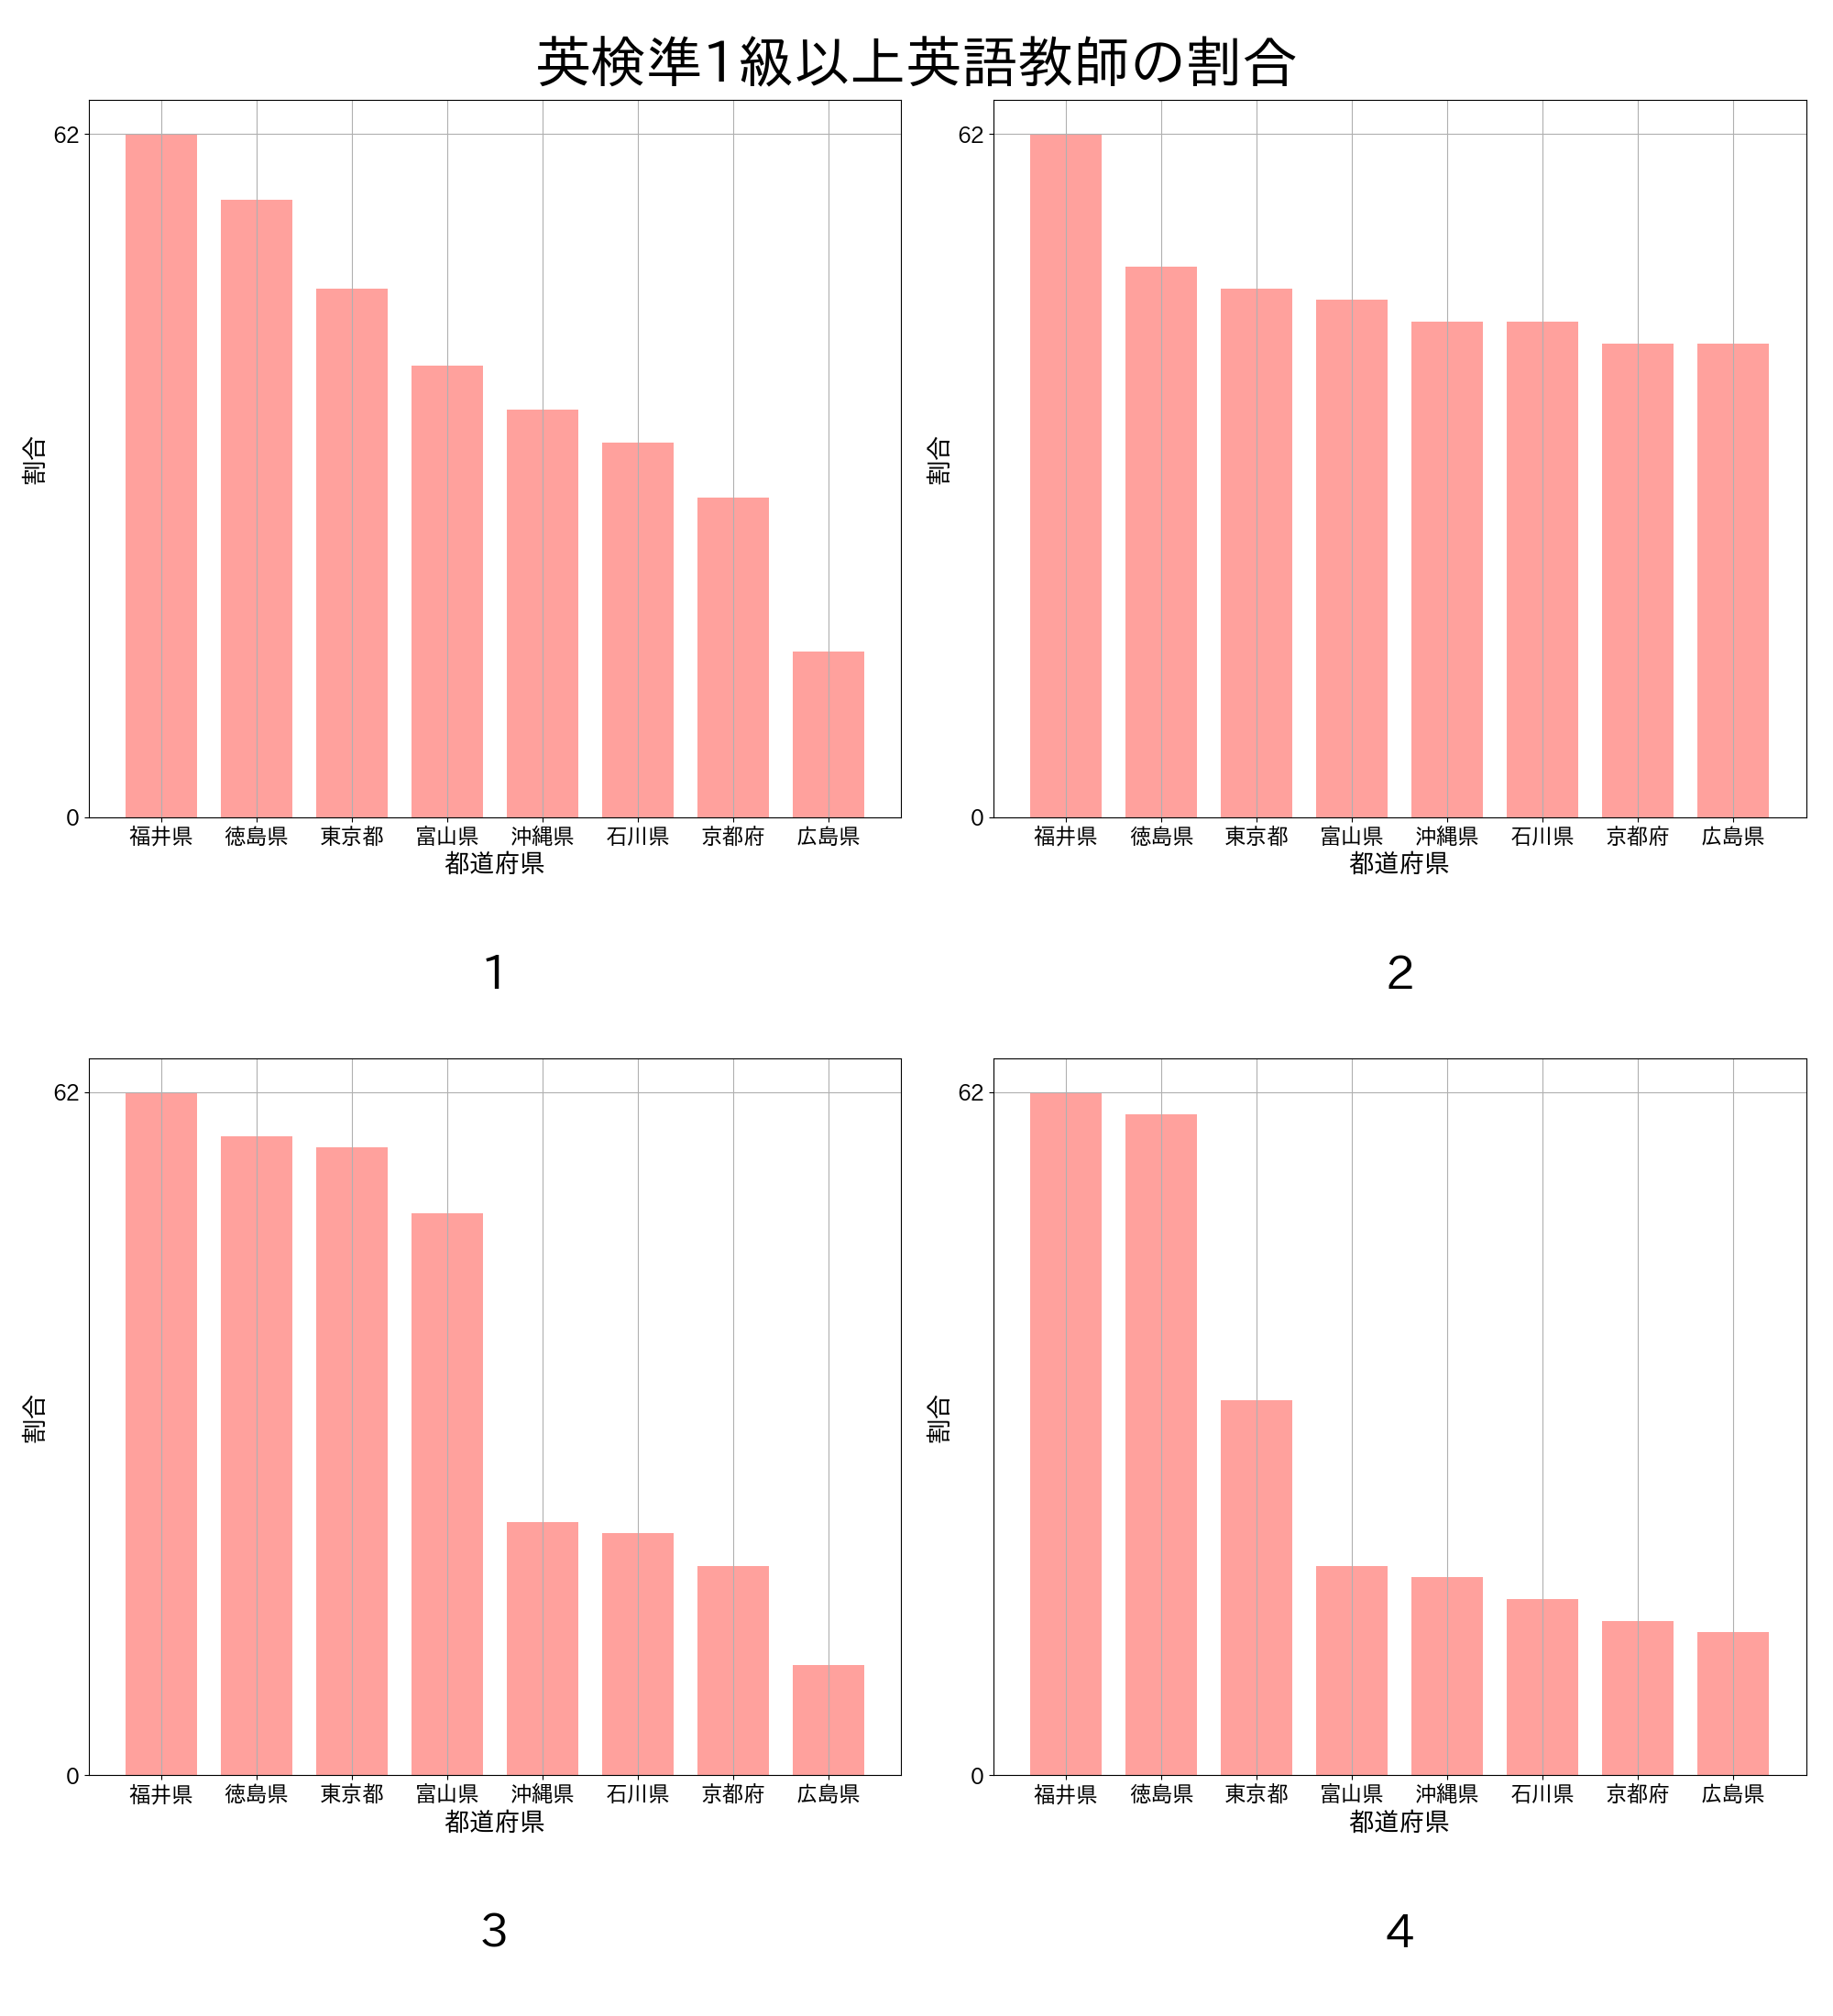 英検準1級以上英語教師の割合
62
0
割合
福井県 徳島県 東京都 富山県 沖縄県 石川県 京都府 広島県
都道府県
1
62
0
割合
福井県 徳島県 東京都 富山県 沖縄県 石川県 京都府 広島県
都道府県
2
62
0
割合
福井県 徳島県 東京都 富山県 沖縄県 石川県 京都府 広島県
都道府県
3
62
0
割合
福井県 徳島県 東京都 富山県 沖縄県 石川県 京都府 広島県
都道府県
4